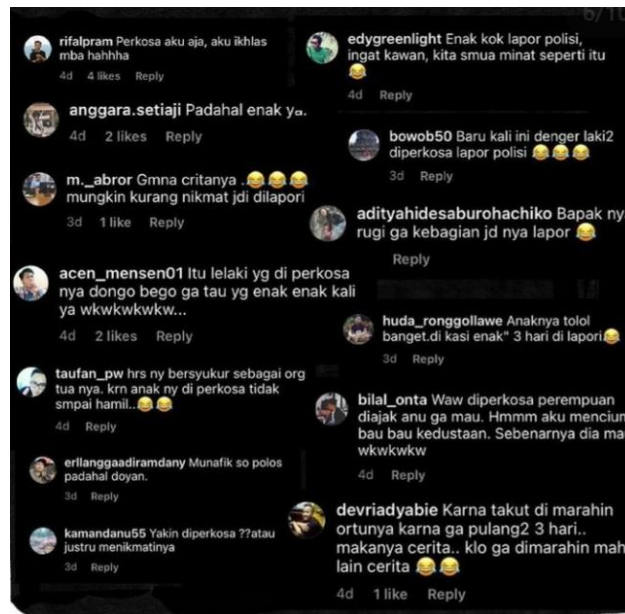 6/10
rifalpram Perkosa aku aja, aku ikhlas
mba hahhha
4d 4 likes Reply
anggara.setiaji Padahal enak ya.
4d 2 likes Reply
m._abror Gmna critanya .😂😂😂
mungkin kurang nikmat jdi dilapori
3d 1 like Reply
acen_mensen01 Itu lelaki yg di perkosa
nya dongo bego ga tau yg enak enak kali
ya wkwkwkwkw...
4d 2 likes Reply
taufan_pw hrs ny bersyukur sebagai org
tua nya. krn anak ny di perkosa tidak
smpai hamil..😂😂
4d Reply
erllanggaadiramdany Munafik so polos
padahal doyan.
3d Reply
kamandanu55 Yakin diperkosa ??atau
justru menikmatinya
3d Reply
edygreenlight Enak kok lapor polisi,
ingat kawan, kita smua minat seperti itu
😂
4d Reply
bowob50 Baru kali ini denger laki2
diperkosa lapor polisi 😂😂😂
3d Reply
adityahidesaburohachiko Bapak ny
rugi ga kebagian jd nya lapor 😂
Reply
huda_ronggollawe Anaknya tolol
banget.di kasi enak" 3 hari di lapori😂
3d Reply
bilal_onta Waw diperkosa perempuan
diajak anu ga mau. Hmmm aku mencium
bau bau kedustaan. Sebenarnya dia mau
wkwkwkw
4d Reply
devriadyabie Karna takut di marahin
ortunya karna ga pulang2 3 hari..
makanya cerita.. klo ga dimarahin mah
lain cerita 😂😂
4d 1 like Reply